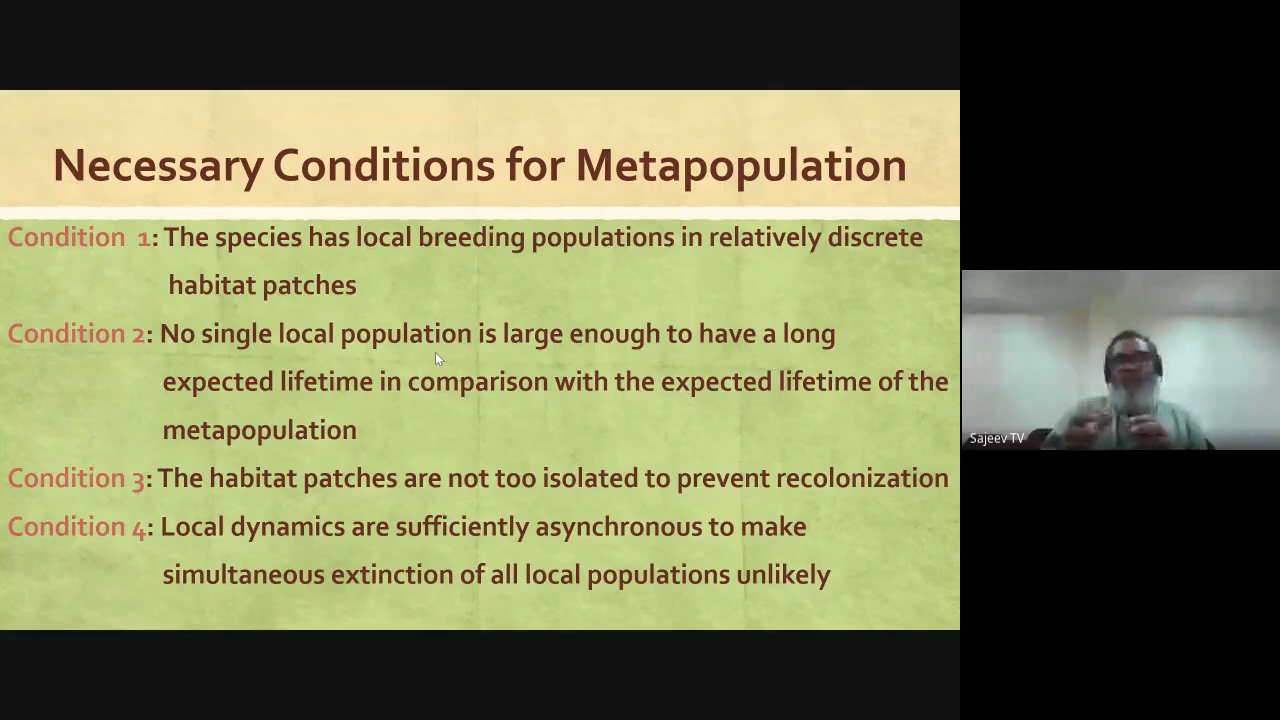 Necessary Conditions for Metapopulation
Condition 1: The species has local breeding populations in relatively discrete
habitat patches
Condition 2: No single local population is large enough to have a long
expected lifetime in comparison with the expected lifetime of the
metapopulation
Condition 3: The habitat patches are not too isolated to prevent recolonization
Condition 4: Local dynamics are sufficiently asynchronous to make
simultaneous extinction of all local populations unlikely
Sajeev TV